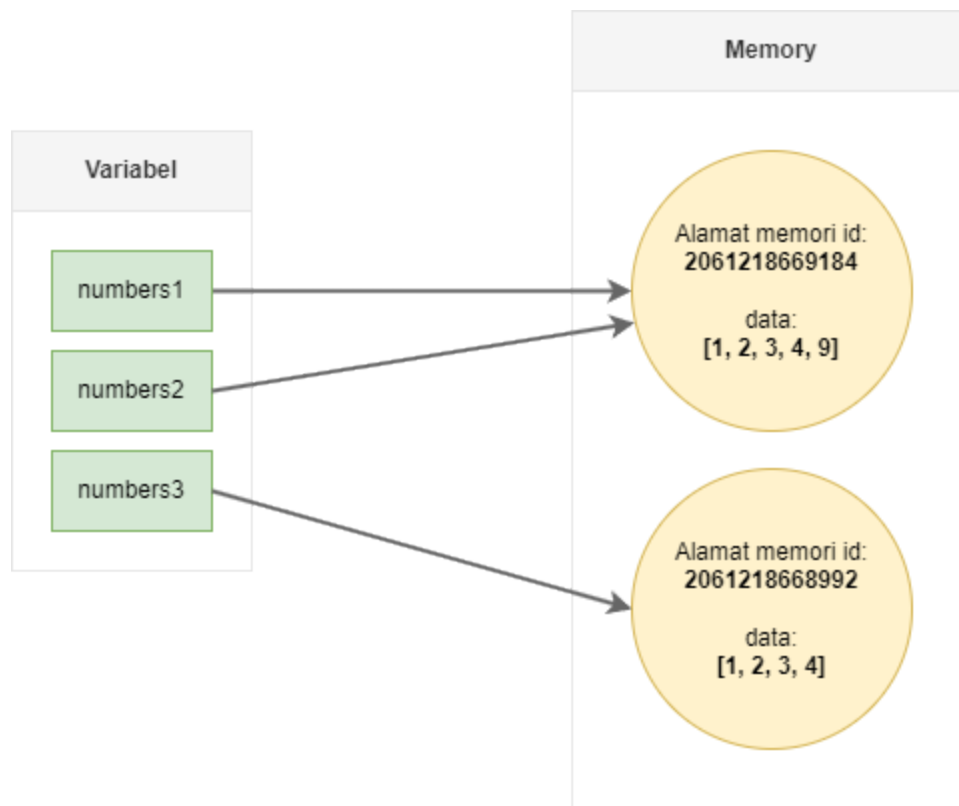 Memory
Variabel
numbers1
numbers2
numbers3
Alamat memori id:
2061218669184
data:
[1, 2, 3, 4, 9]
Alamat memori id:
2061218668992
data:
[1, 2, 3, 4]